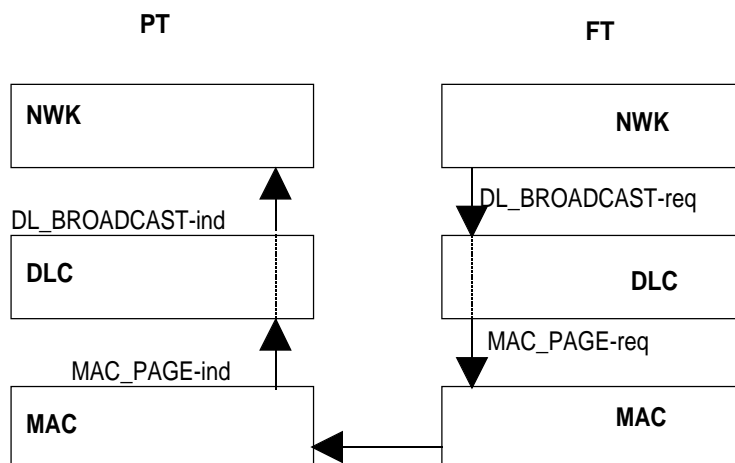 PT FT
NWK NWK
DL_BROADCAST-req
DL_BROADCAST-ind
DLC DLC
MAC_PAGE-req
MAC_PAGE-ind
MAC MAC